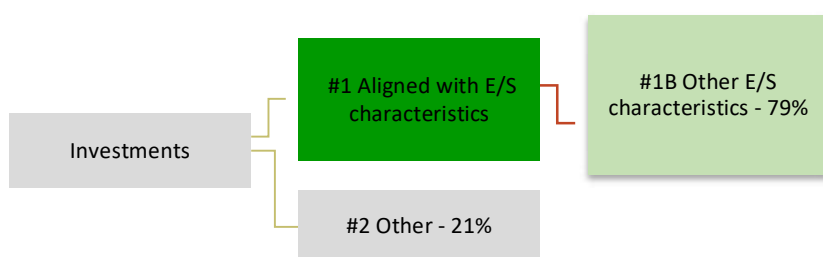 #1 Aligned with E/S
characteristics
#1B Other E/S
characteristics - 79%
Investments
#2 Other - 21%